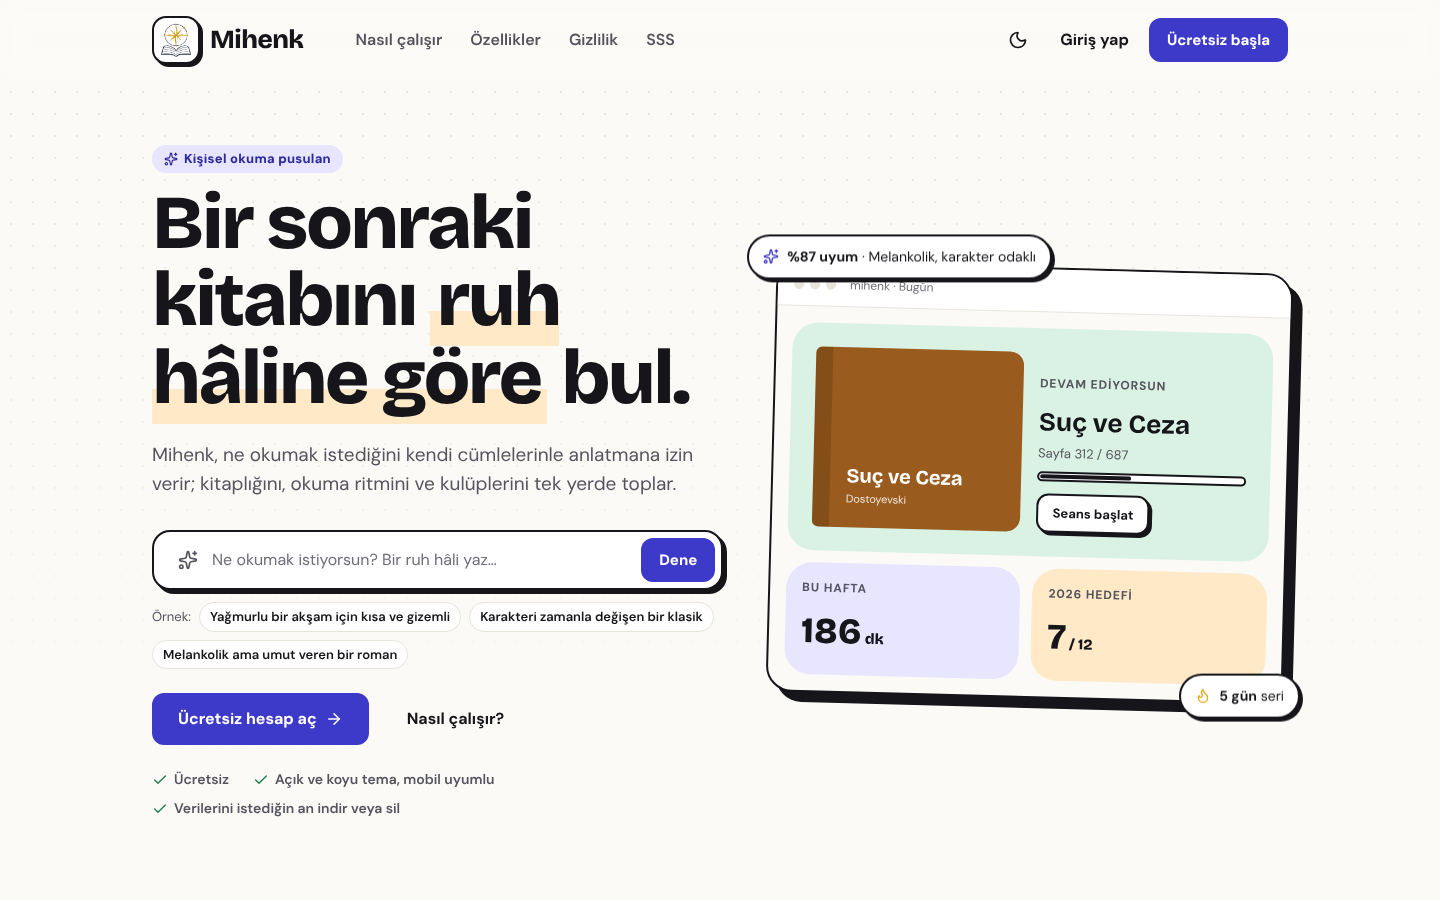 Mihenk
Nasıl çalışır
Özellikler
Gizlilik
SSS
Giriş yap
Ücretsiz başla
Kişisel okuma pusulan
Bir sonraki
kitabını ruh
hâline göre bul.
Mihenk, ne okumak istediğini kendi cümlelerinle anlatmana izin
verir; kitaplığını, okuma ritmini ve kulüplerini tek yerde toplar.
Ne okumak istiyorsun? Bir ruh hâli yaz...
Dene
Örnek:
Yağmurlu bir akşam için kısa ve gizemli
Karakteri zamanla değişen bir klasik
Melankolik ama umut veren bir roman
Ücretsiz hesap aç
Nasıl çalışır?
Ücretsiz
Açık ve koyu tema, mobil uyumlu
Verilerini istediğin an indir veya sil
%87 uyum · Melankolik, karakter odaklı
mihenk · Bugün
Suç ve Ceza
Dostoyevski
DEVAM EDİYORSUN
Suç ve Ceza
Sayfa 312 / 687
Seans başlat
BU HAFTA
186 dk
2026 HEDEFİ
7 / 12
5 gün seri